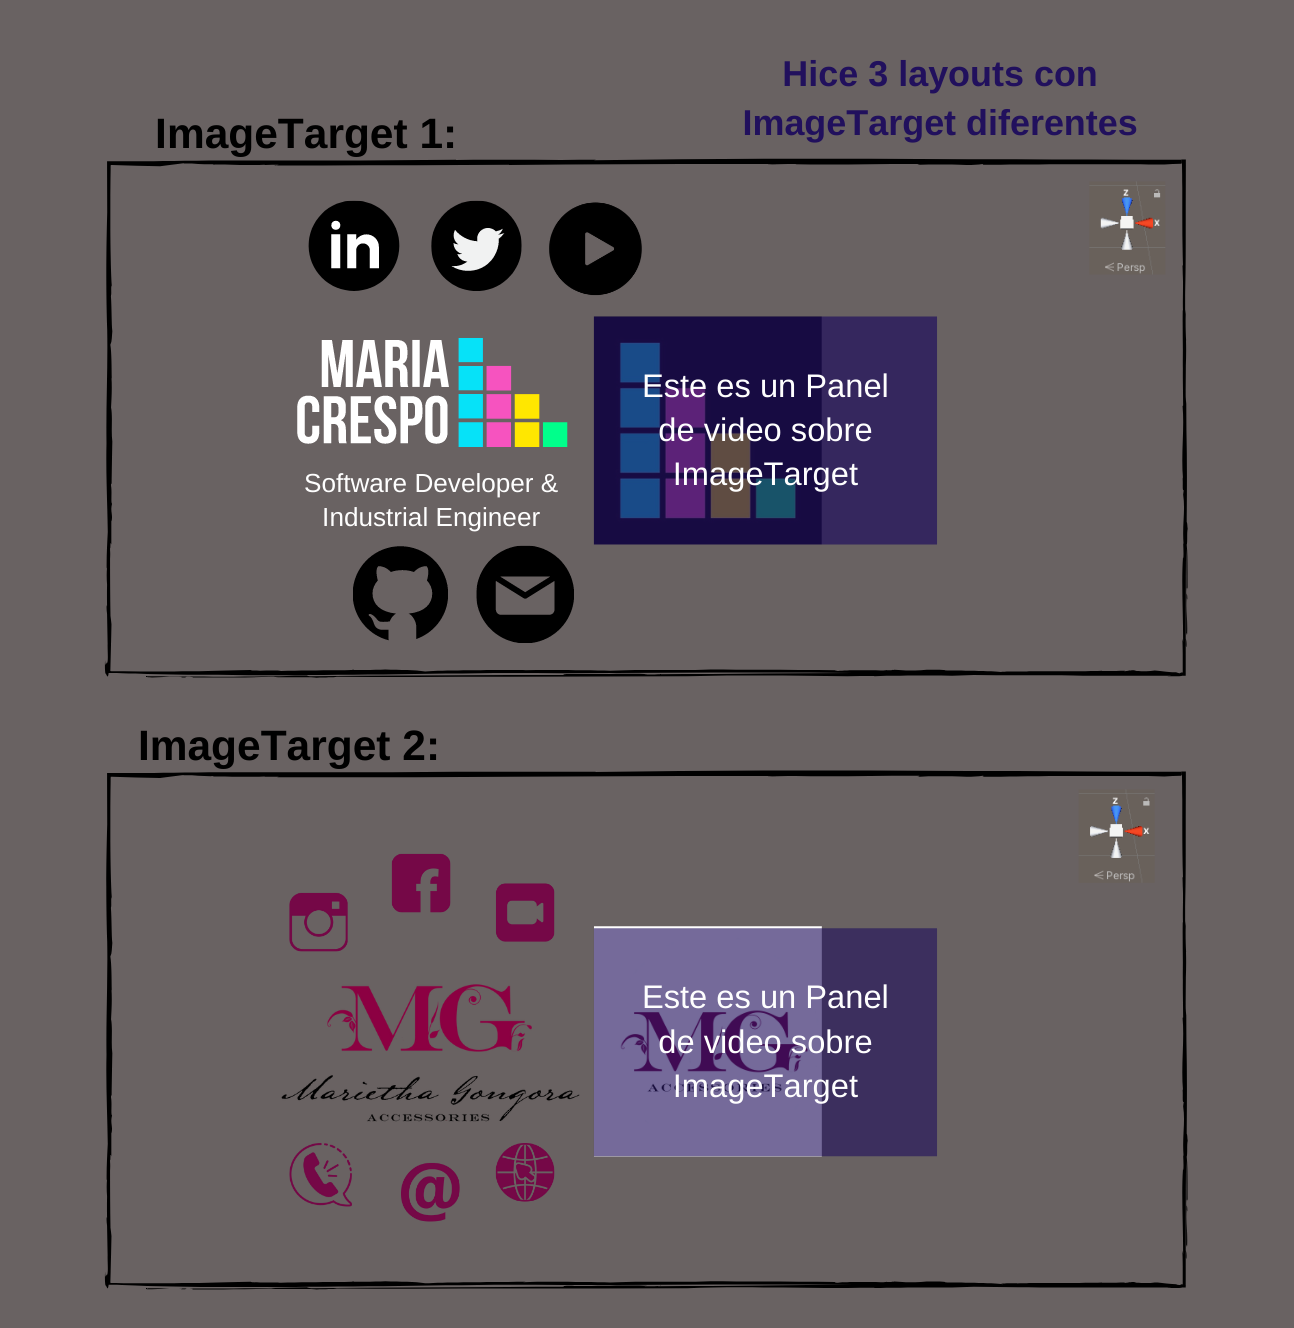 Hice 3 layouts con
ImageTarget diferentes
ImageTarget 1:
z
x
< Persp
in
MARIA
CRESPO
Software Developer &
Industrial Engineer
Este es un Panel
de video sobre
ImageTarget
ImageTarget 2:
z
x
< Persp
f
MG
Marietha Gongora
ACCESSORIES
@
MG
ACCESSORIES
Este es un Panel
de video sobre
ImageTarget